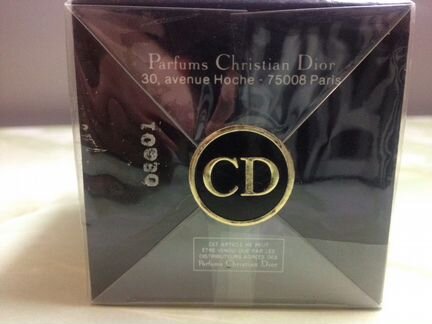 Parfums Christian Dior
30, avenue Hoche - 75008 Paris
CD
CET ARTICLE NE PEUT
ÊTRE VENDU QUE PAR LES
DISTRIBUTEURS AGRÉÉS DES
Parfums Christian Dior